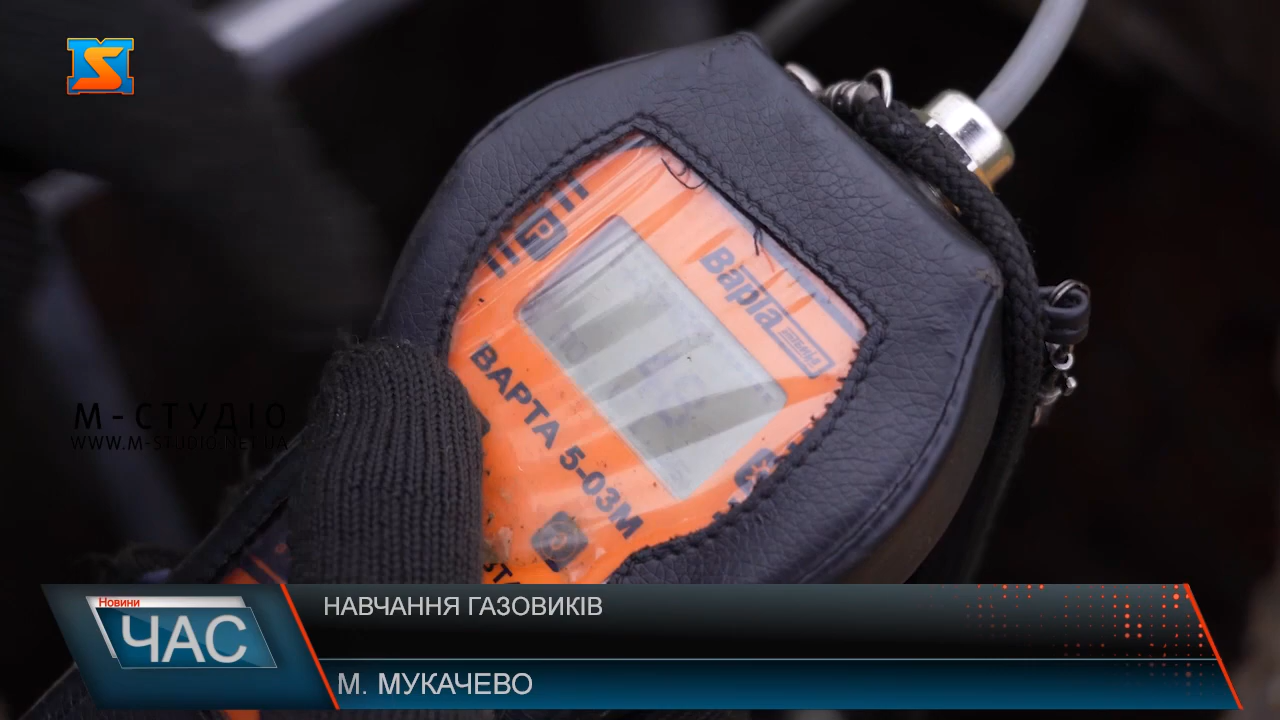 P
Варта
ВАРТА 5-03М
М-СТУДІО
WWW.M-STUDIO.NET.UA
Новини
ЧАС
НАВЧАННЯ ГАЗОВИКІВ
М. МУКАЧЕВО